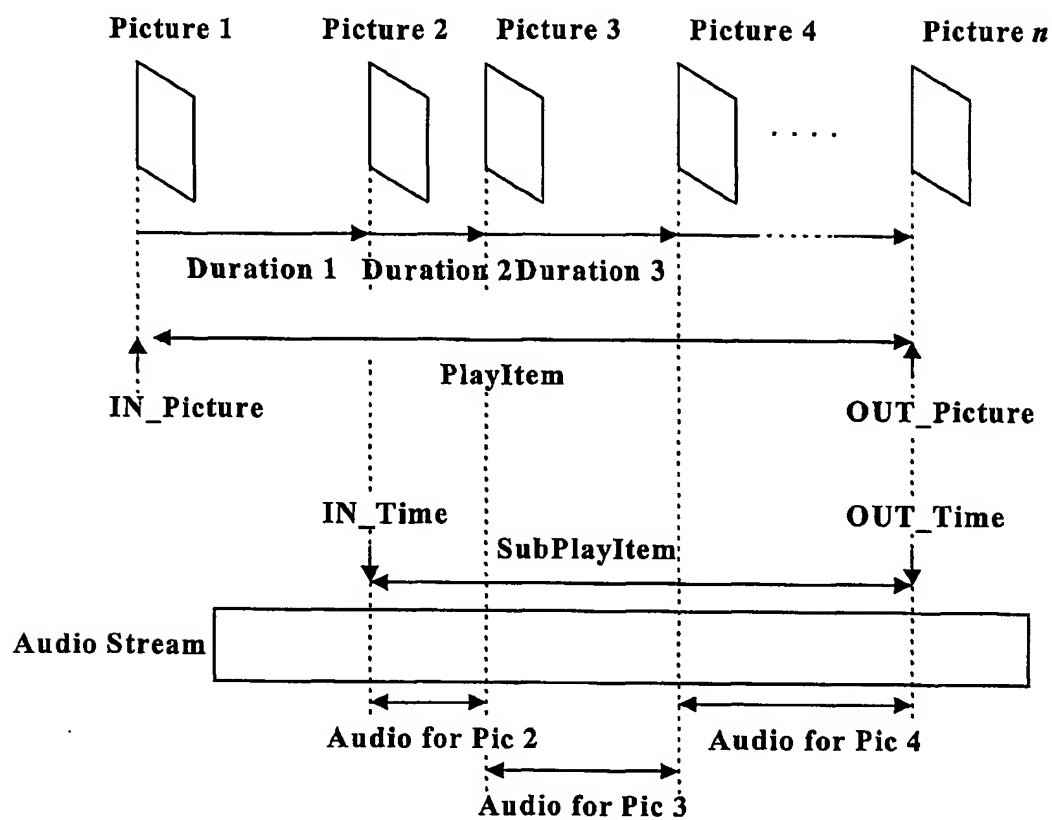 Picture 1 Picture 2 Picture 3 Picture 4 Picture n
. . . .
Duration 1 Duration 2 Duration 3
PlayItem
IN_Picture
OUT_Picture
IN_Time
OUT_Time
SubPlayItem
Audio Stream
Audio for Pic 2
Audio for Pic 4
Audio for Pic 3